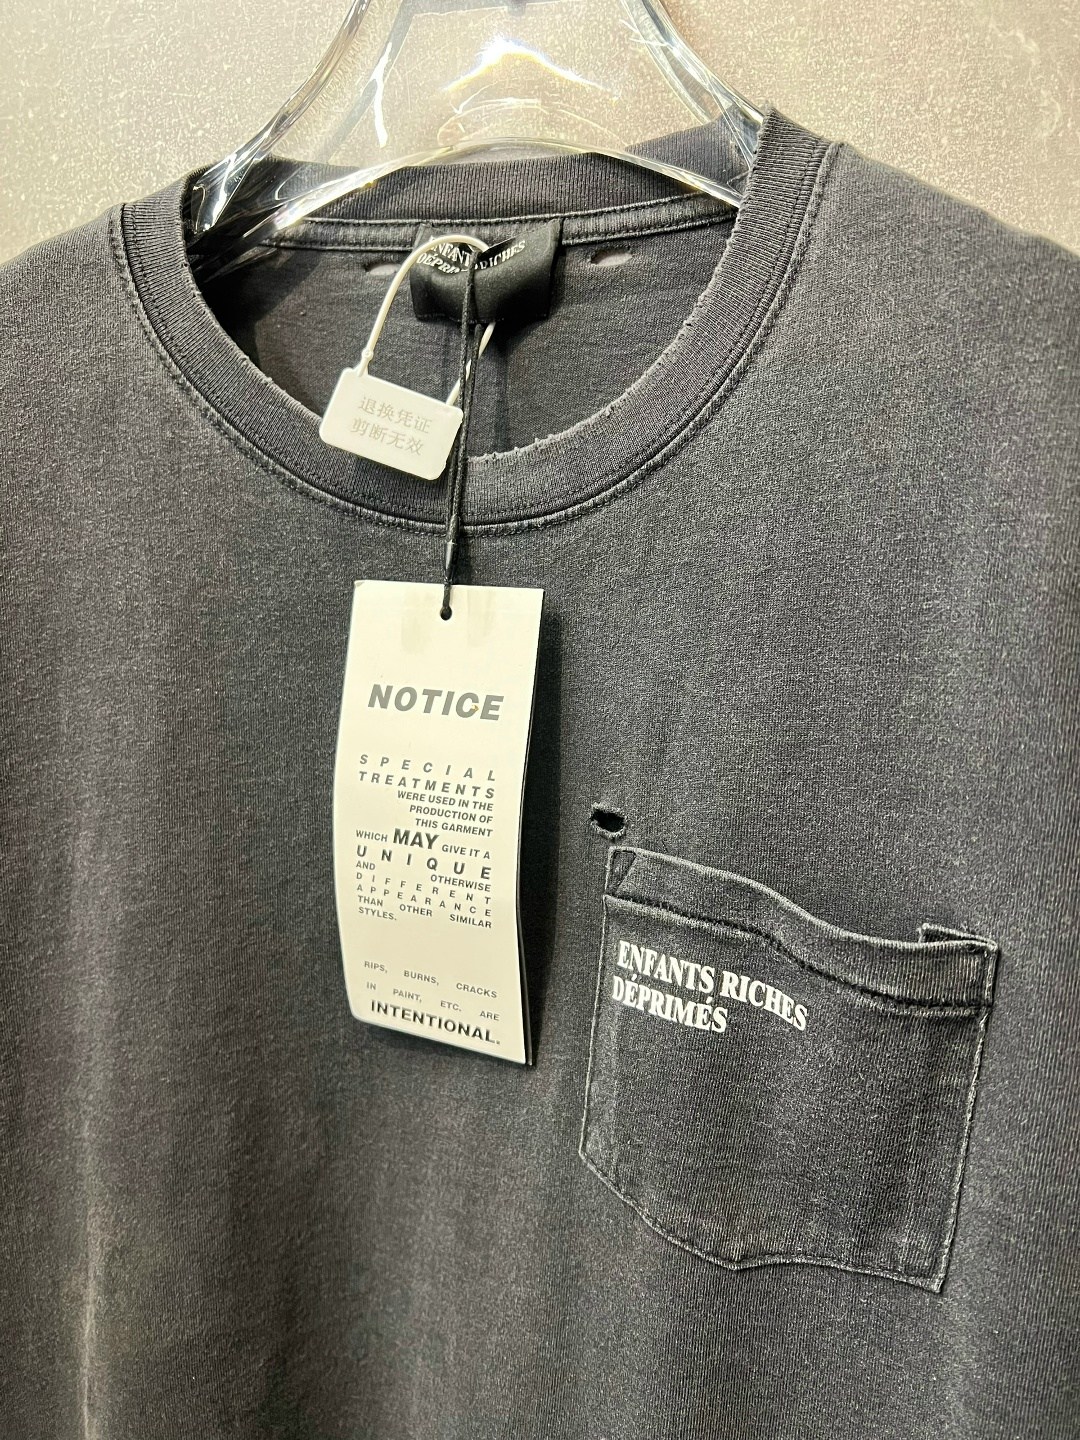 ENFANTS RICHES
DÉPRIMÉS
退换凭证
剪断无效
NOTICE
SPECIAL
TREATMENTS
WERE USED IN THE
PRODUCTION OF
THIS GARMENT
WHICH MAY GIVE IT A
UNIQUE
AND OTHERWISE
DIFFERENT
APPEARANCE
THAN OTHER SIMILAR
STYLES.
RIPS, BURNS, CRACKS
IN PAINT, ETC. ARE
INTENTIONAL.
ENFANTS RICHES
DÉPRIMÉS